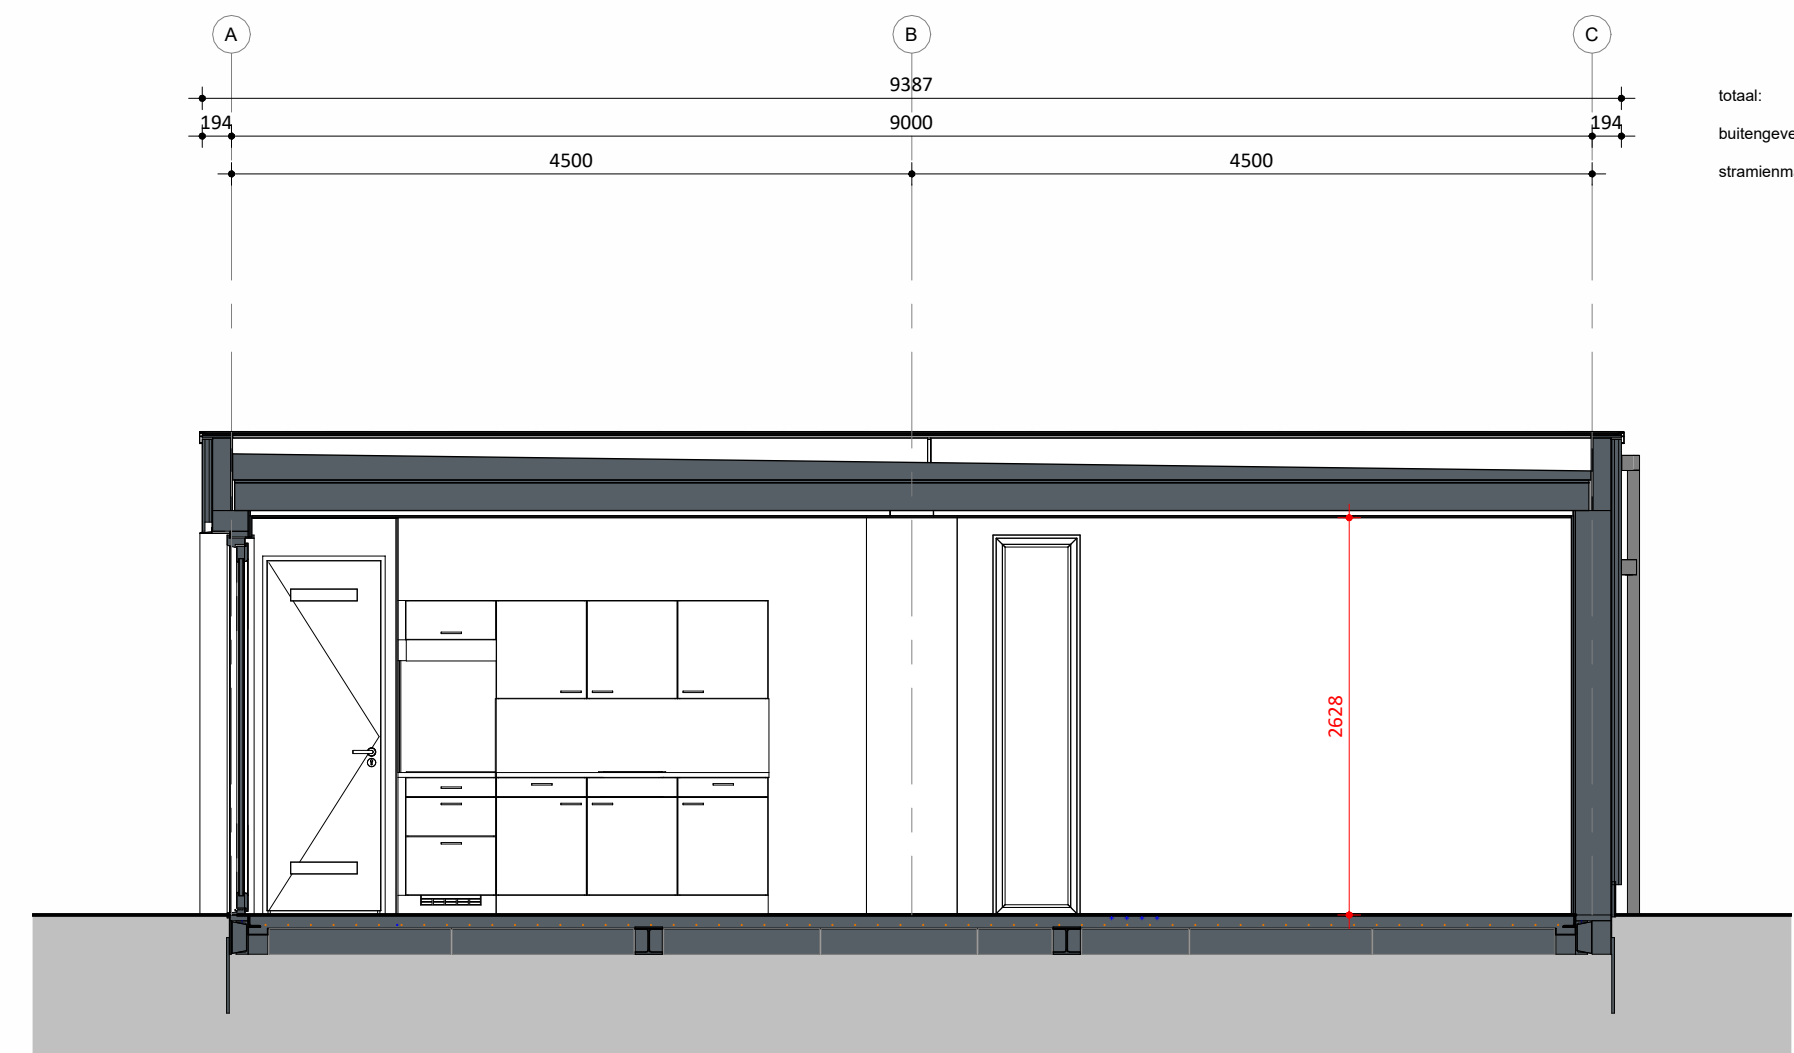 A B C
9387
totaal:
194 9000 194
buitengeve
4500 4500
stramienm
2628